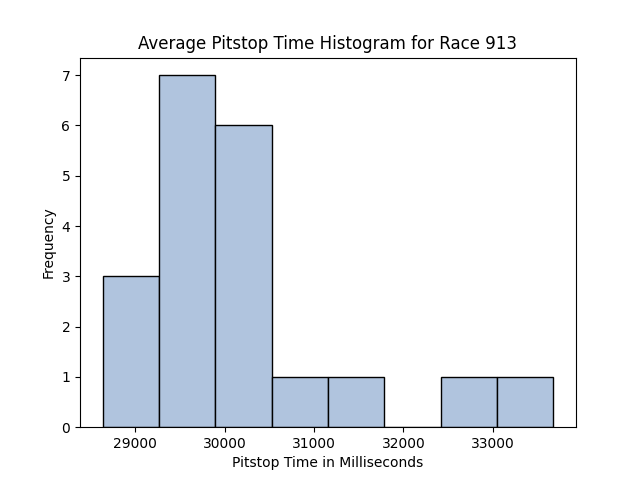 Average Pitstop Time Histogram for Race 913
7
6
5
4
3
2
1
0
Frequency
29000 30000 31000 32000 33000
Pitstop Time in Milliseconds